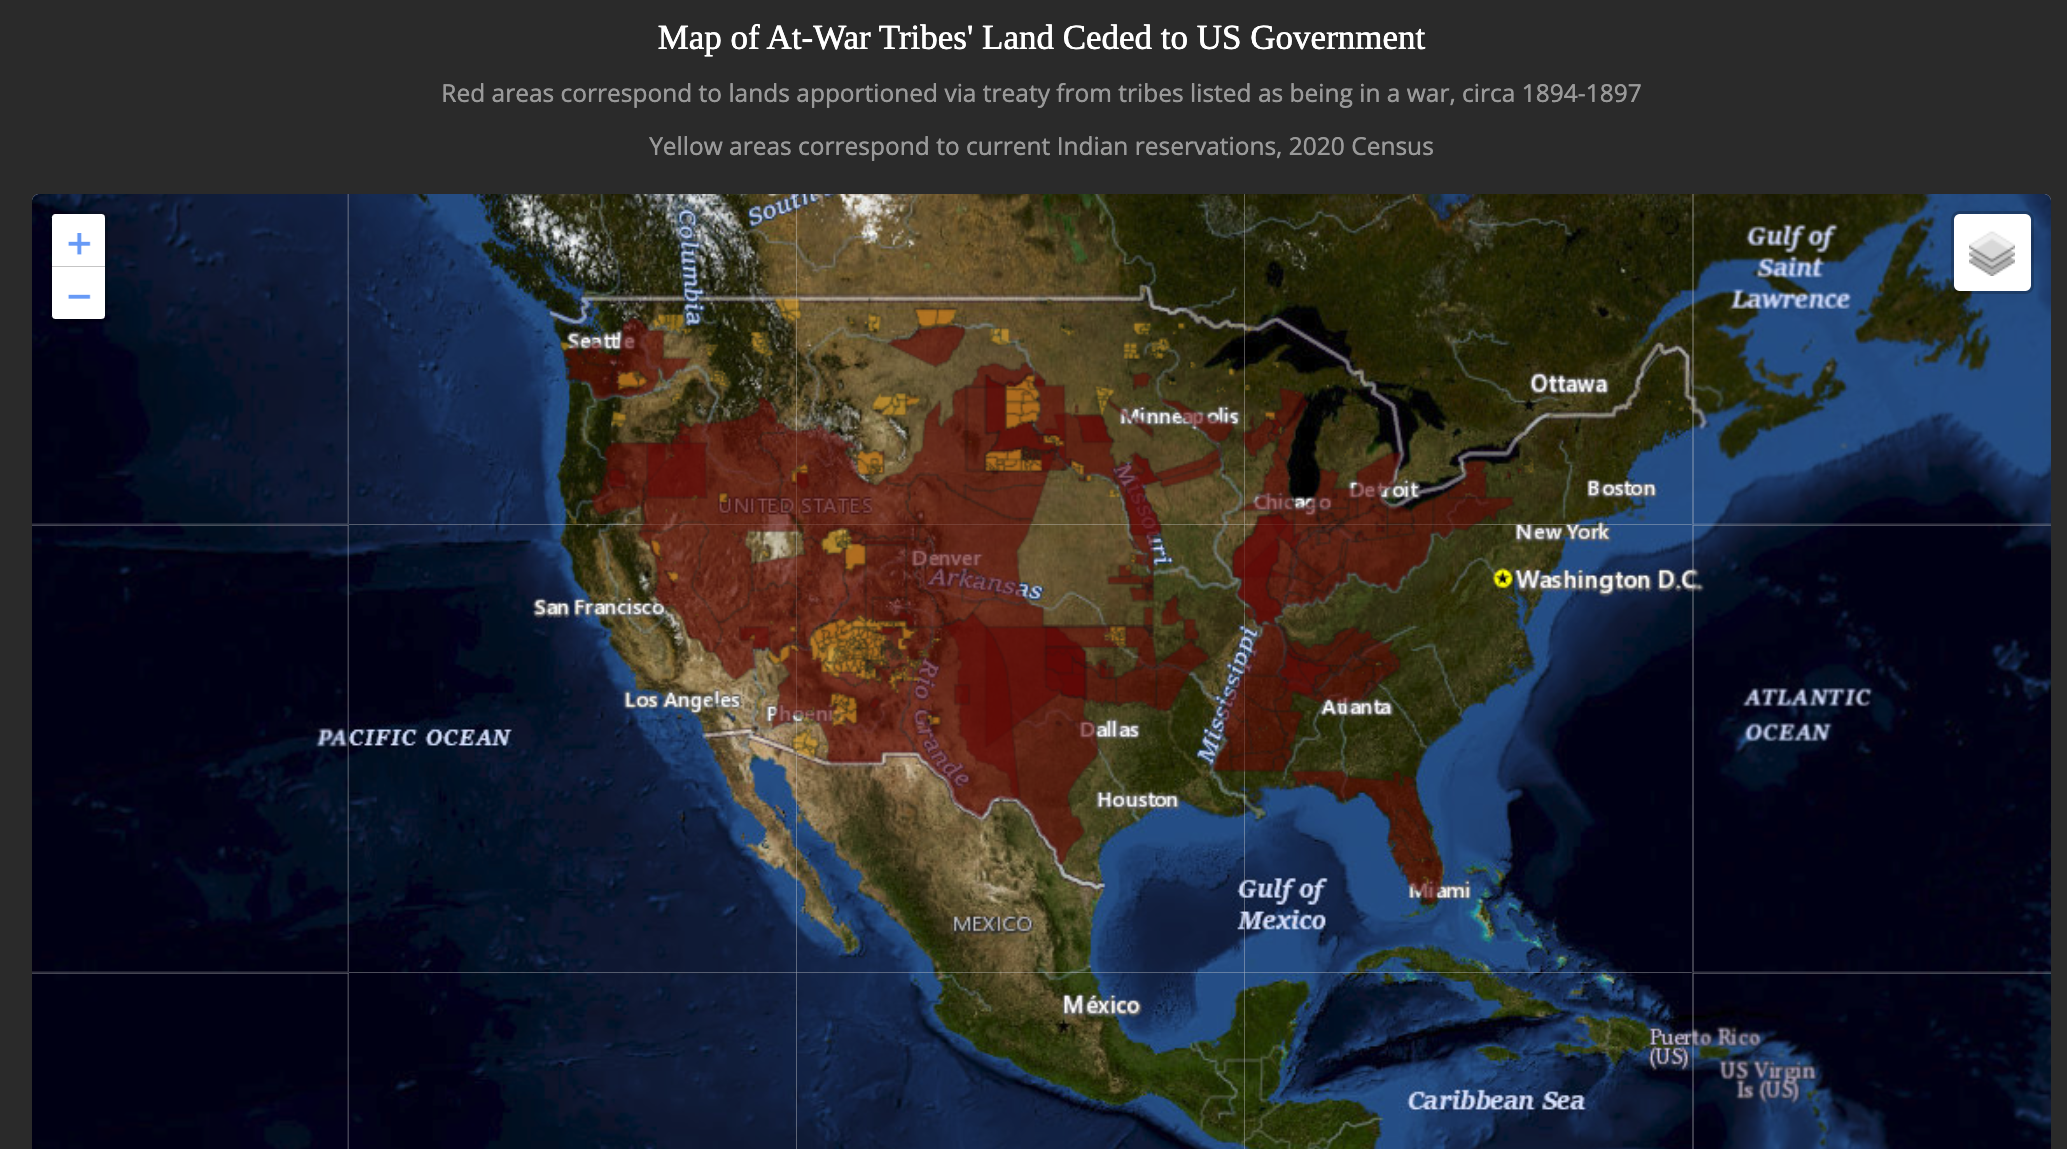 Map of At-War Tribes' Land Ceded to US Government
Red areas correspond to lands apportioned via treaty from tribes listed as being in a war, circa 1894-1897
Yellow areas correspond to current Indian reservations, 2020 Census
+
−
Columbia
South
Gulf of
Saint
Lawrence
Seattle
Ottawa
Minneapolis
Missouri
Chicago
Detroit
Boston
UNITED STATES
New York
Denver
Arkansas
Washington D.C.
San Francisco
Mississippi
Rio Grande
Los Angeles
Phoeni
Atlanta
Dallas
PACIFIC OCEAN
ATLANTIC
OCEAN
Houston
Gulf of
Mexico
Miami
MEXICO
México
Puerto Rico
(US)
US Virgin
Is (US)
Caribbean Sea